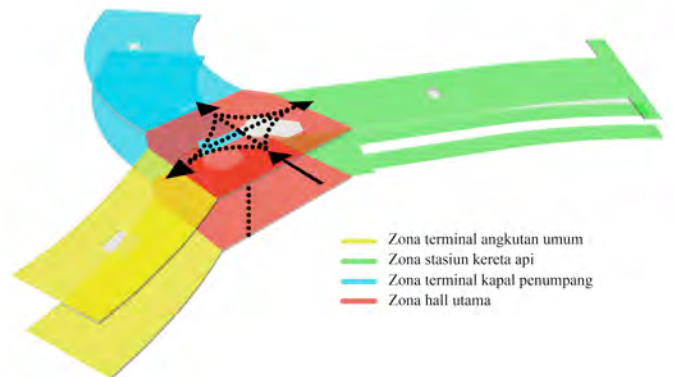 Zona terminal angkutan umum
Zona stasiun kereta api
Zona terminal kapal penumpang
Zona hall utama